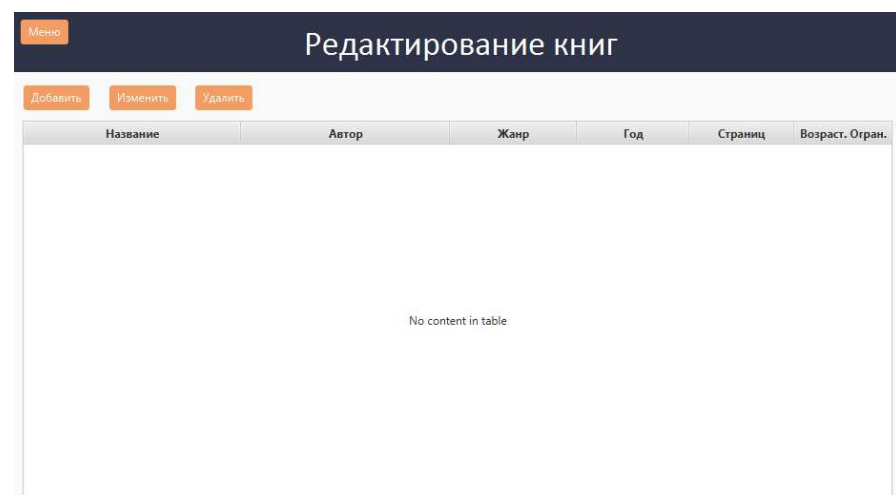 Меню
Редактирование книг
Добавить Изменить Удалить
Название Автор Жанр Год Страниц Возраст. Огран.
No content in table